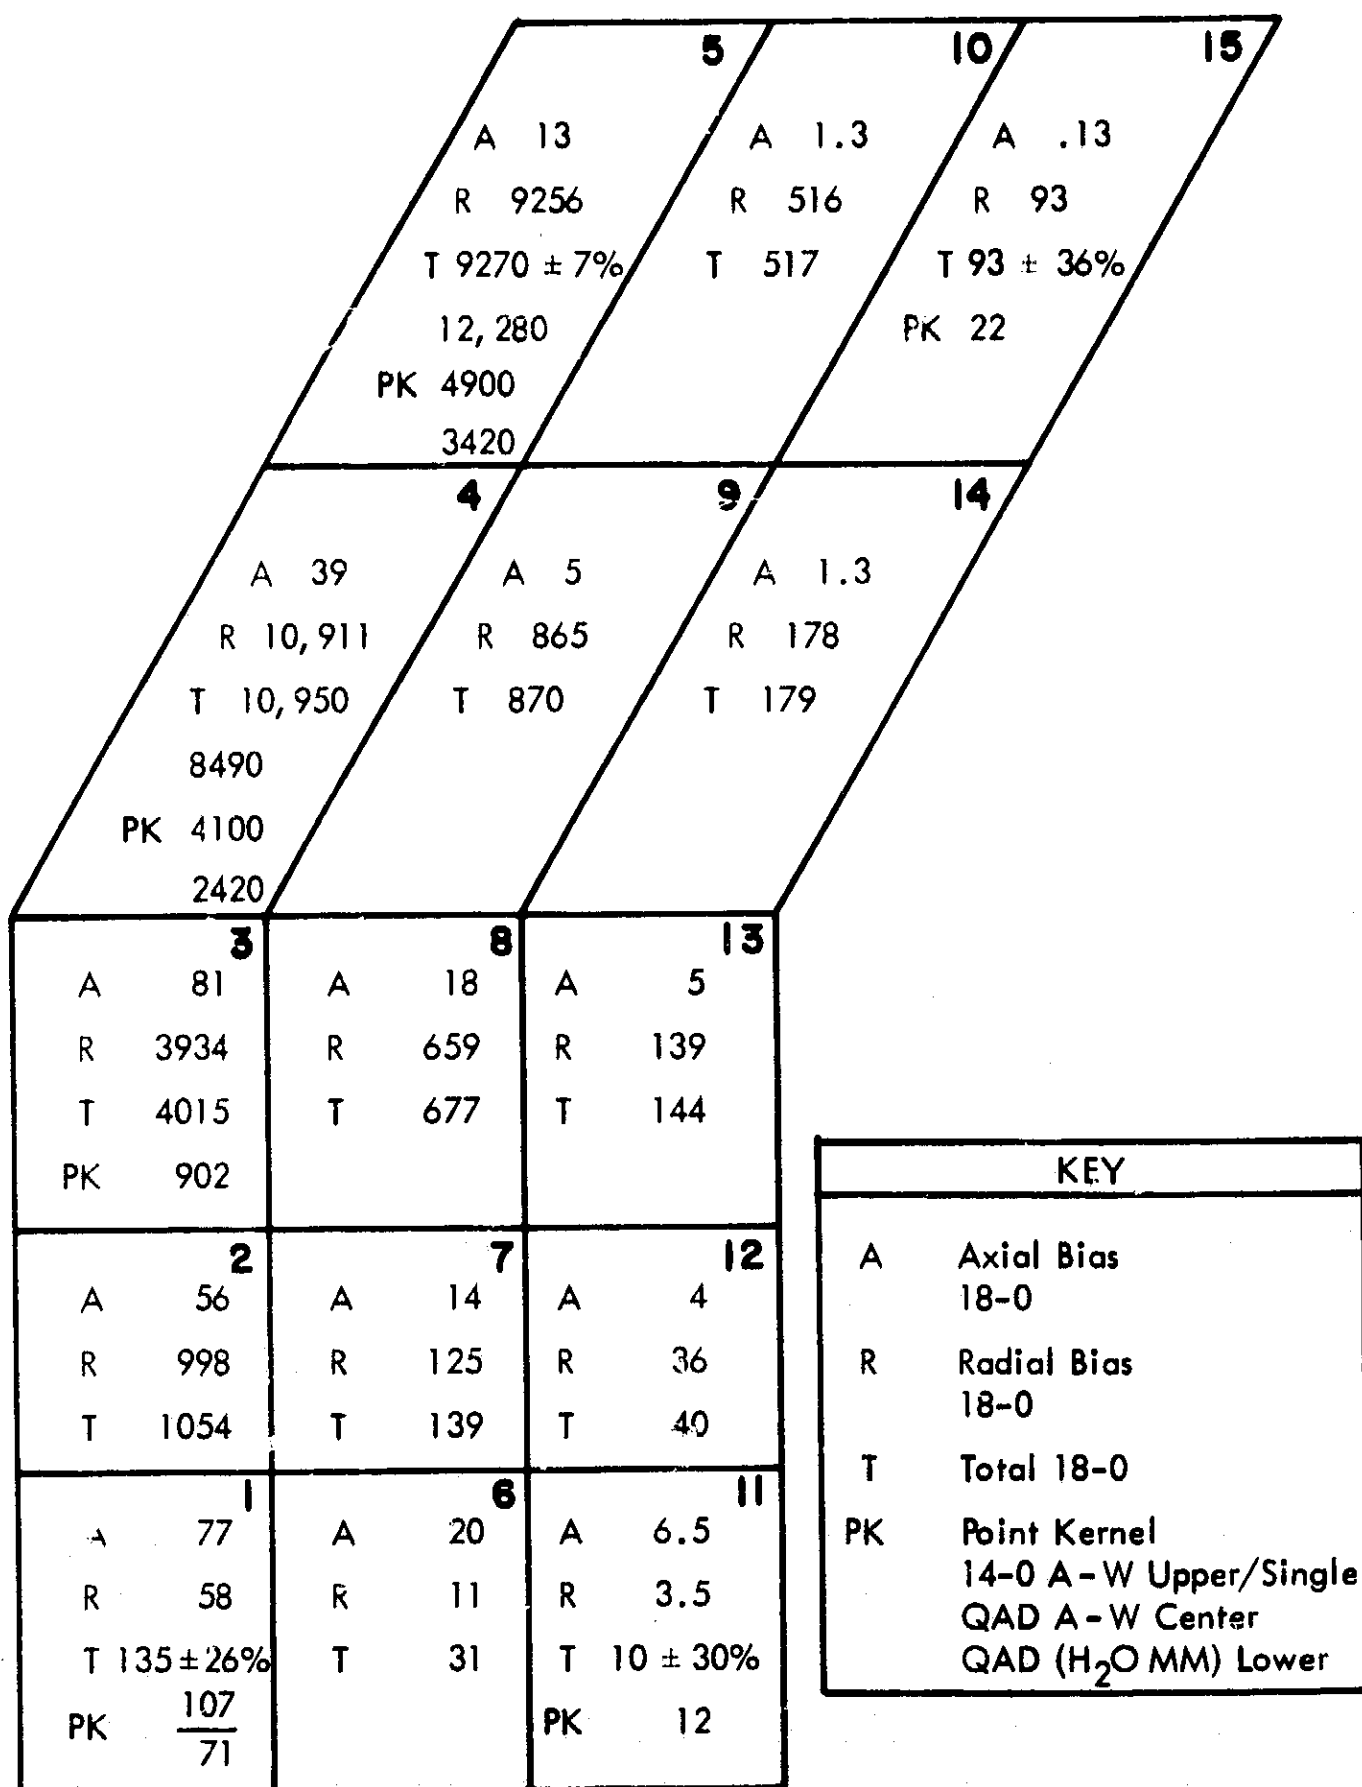 5
A 13
R 9256
T 9270 ± 7%
12,280
PK 4900
3420
10
A 1.3
R 516
T 517
15
A .13
R 93
T 93 ± 36%
PK 22
4
A 39
R 10,911
T 10,950
8490
PK 4100
2420
9
A 5
R 865
T 870
14
A 1.3
R 178
T 179
3
A 81
R 3934
T 4015
PK 902
8
A 18
R 659
T 677
13
A 5
R 139
T 144
2
A 56
R 998
T 1054
7
A 14
R 125
T 139
12
A 4
R 36
T 40
1
A 77
R 58
T 135 ± 26%
PK 107
71
6
A 20
R 11
T 31
11
A 6.5
R 3.5
T 10 ± 30%
PK 12
KEY
A Axial Bias
18-0
R Radial Bias
18-0
T Total 18-0
PK Point Kernel
14-0 A-W Upper/Single
QAD A-W Center
QAD (H₂O MM) Lower